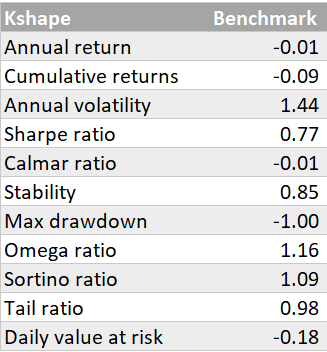 Kshape Benchmark
Annual return -0.01
Cumulative returns -0.09
Annual volatility 1.44
Sharpe ratio 0.77
Calmar ratio -0.01
Stability 0.85
Max drawdown -1.00
Omega ratio 1.16
Sortino ratio 1.09
Tail ratio 0.98
Daily value at risk -0.18